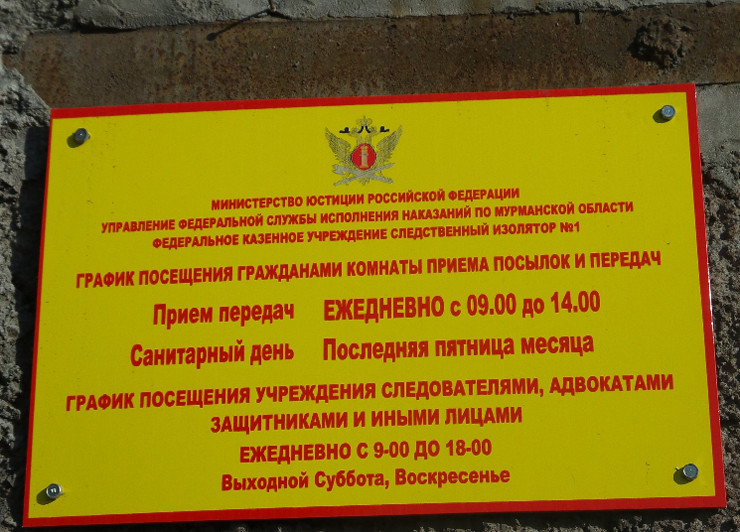 МИНИСТЕРСТВО ЮСТИЦИИ РОССИЙСКОЙ ФЕДЕРАЦИИ
УПРАВЛЕНИЕ ФЕДЕРАЛЬНОЙ СЛУЖБЫ ИСПОЛНЕНИЯ НАКАЗАНИЙ ПО МУРМАНСКОЙ ОБЛАСТИ
ФЕДЕРАЛЬНОЕ КАЗЕННОЕ УЧРЕЖДЕНИЕ СЛЕДСТВЕННЫЙ ИЗОЛЯТОР №1
ГРАФИК ПОСЕЩЕНИЯ ГРАЖДАНАМИ КОМНАТЫ ПРИЕМА ПОСЫЛОК И ПЕРЕДАЧ
Прием передач ЕЖЕДНЕВНО с 09.00 до 14.00
Санитарный день Последняя пятница месяца
ГРАФИК ПОСЕЩЕНИЯ УЧРЕЖДЕНИЯ СЛЕДОВАТЕЛЯМИ, АДВОКАТАМИ
ЗАЩИТНИКАМИ И ИНЫМИ ЛИЦАМИ
ЕЖЕДНЕВНО С 9-00 ДО 18-00
Выходной Суббота, Воскресенье